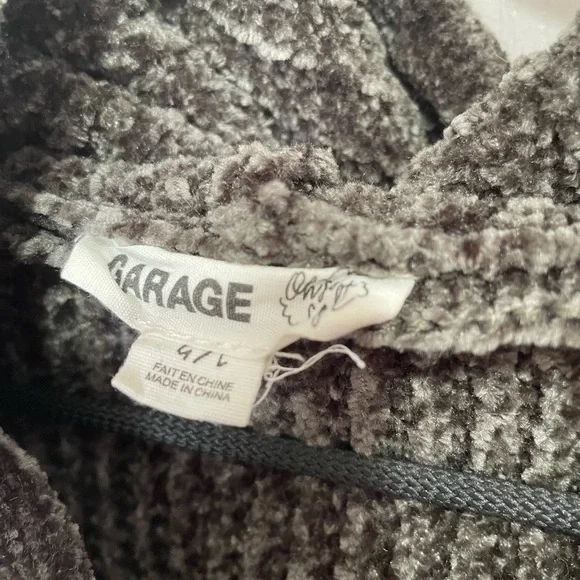 GARAGE
G/L
FAIT EN CHINE
MADE IN CHINA